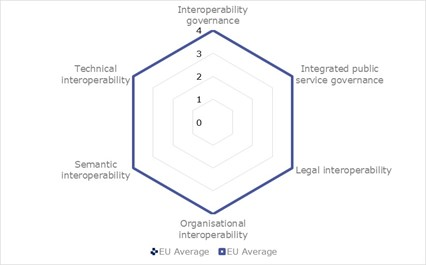 Interoperability
governance
4
3
2
1
0
Integrated public
service governance
Legal interoperability
Organisational
interoperability
Semantic
interoperability
Technical
interoperability
EU Average
EU Average